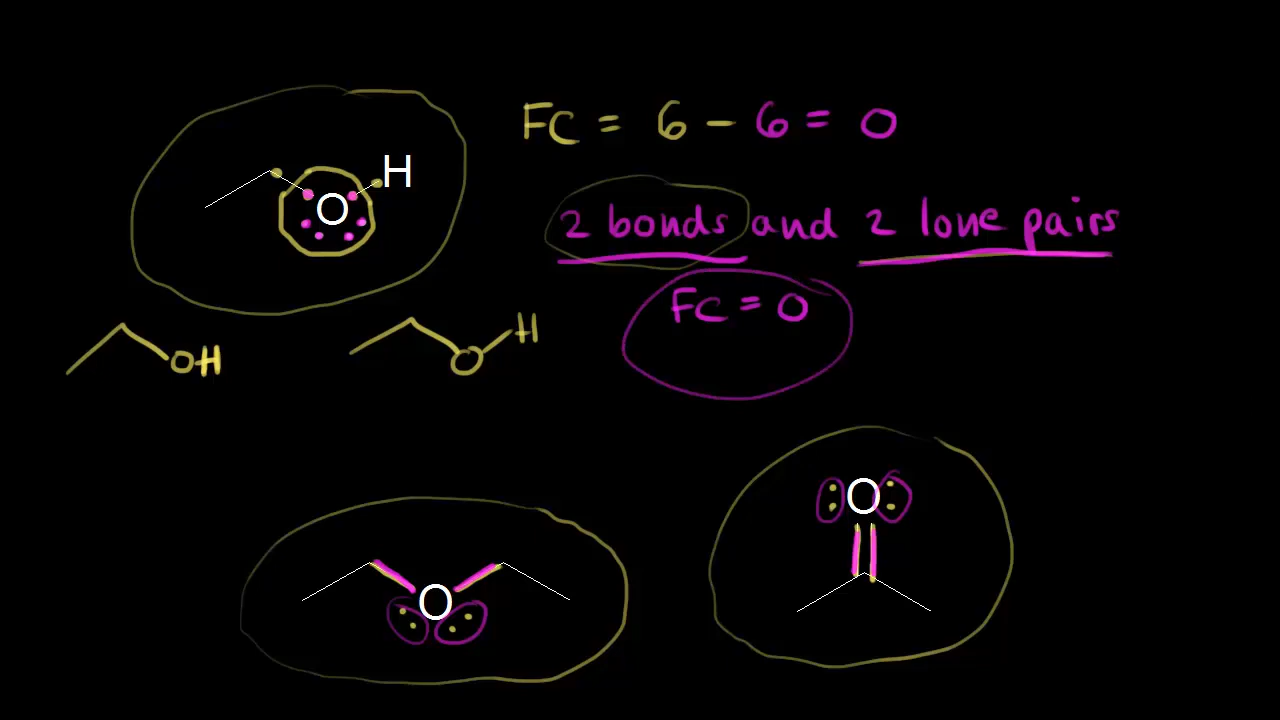 FC = 6 - 6 = 0
H
O
2 bonds and 2 lone pairs
FC = 0
OH
O H
O
O